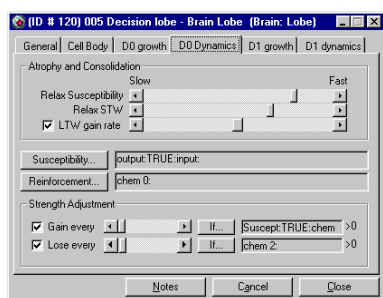 (ID # 120) 005 Decision lobe - Brain Lobe (Brain: Lobe)
General Cell Body D0 growth D0 Dynamics D1 growth D1 dynamics
Atrophy and Consolidation
Slow Fast
Relax Susceptibility
Relax STW
LTW gain rate
Susceptibility... output:TRUE:input:
Reinforcement... chem 0:
Strength Adjustment
Gain every If... Suscept:TRUE:chem >0
Lose every If... chem 2: >0
Notes Cancel Close